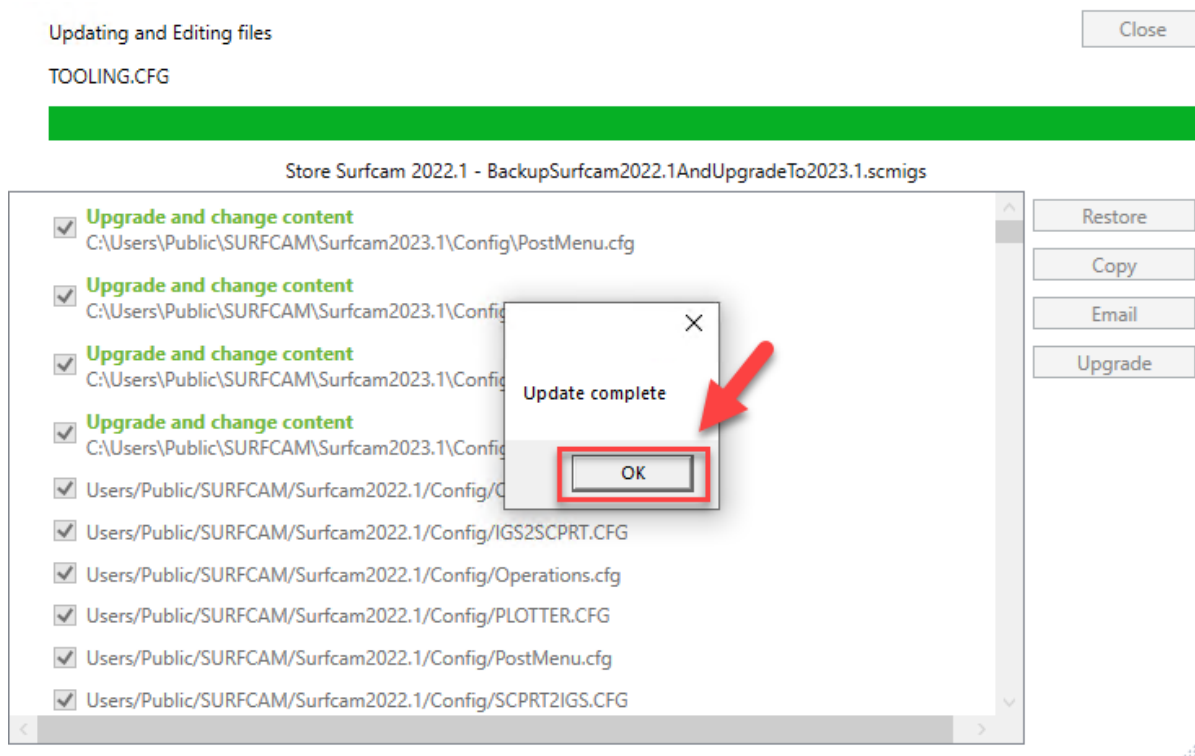 Updating and Editing files
Close
TOOLING.CFG
Store Surfcam 2022.1 - BackupSurfcam2022.1AndUpgradeTo2023.1.scmigs
Upgrade and change content
C:\Users\Public\SURFCAM\Surfcam2023.1\Config\PostMenu.cfg
Upgrade and change content
C:\Users\Public\SURFCAM\Surfcam2023.1\Config
Upgrade and change content
C:\Users\Public\SURFCAM\Surfcam2023.1\Config
Upgrade and change content
C:\Users\Public\SURFCAM\Surfcam2023.1\Config
Users/Public/SURFCAM/Surfcam2022.1/Config/
Users/Public/SURFCAM/Surfcam2022.1/Config/IGS2SCPRT.CFG
Users/Public/SURFCAM/Surfcam2022.1/Config/Operations.cfg
Users/Public/SURFCAM/Surfcam2022.1/Config/PLOTTER.CFG
Users/Public/SURFCAM/Surfcam2022.1/Config/PostMenu.cfg
Users/Public/SURFCAM/Surfcam2022.1/Config/SCPRT2IGS.CFG
Update complete
OK
Restore
Copy
Email
Upgrade